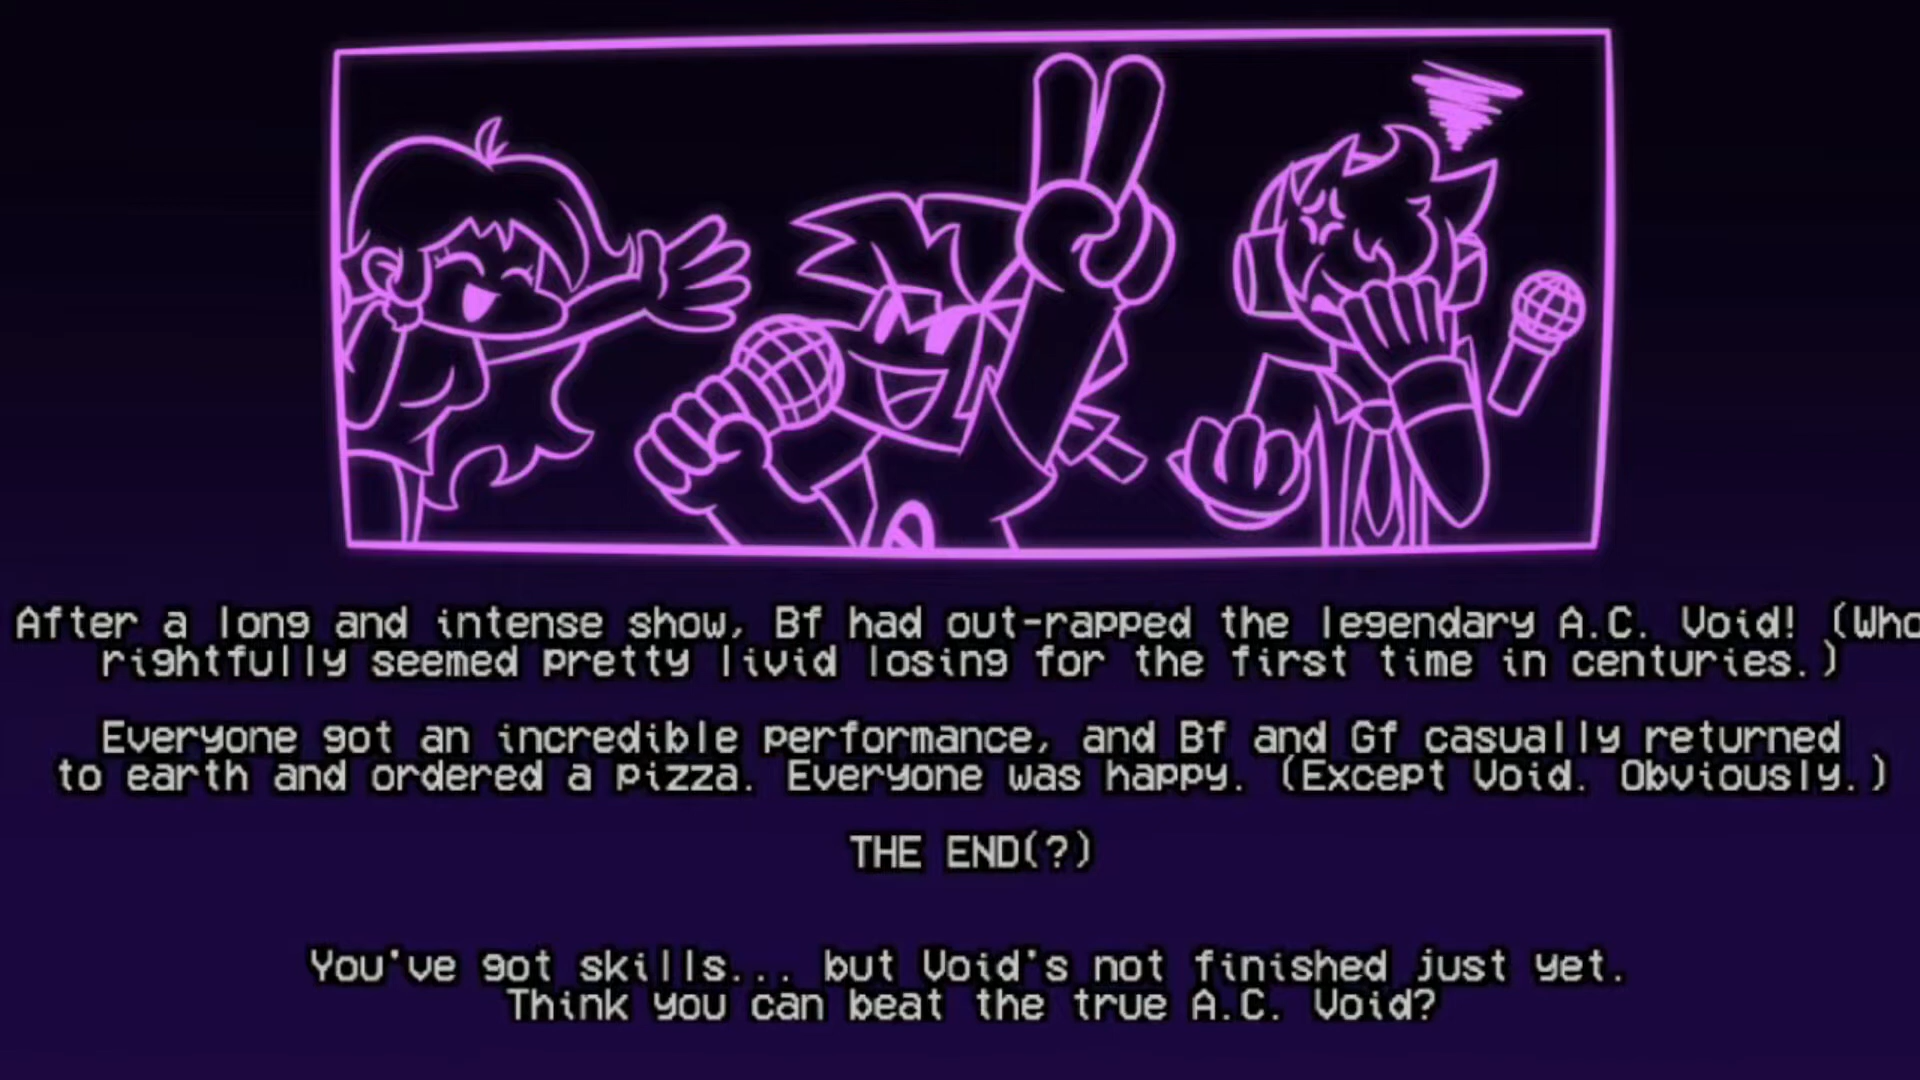 After a long and intense show, Bf had out-rapped the legendary A.C. Void! (Who
rightfully seemed pretty livid losing for the first time in centuries.)
Everyone got an incredible performance, and Bf and Gf casually returned
to earth and ordered a pizza. Everyone was happy. (Except Void. Obviously.)
THE END(?)
You've got skills... but Void's not finished just yet.
Think you can beat the true A.C. Void?